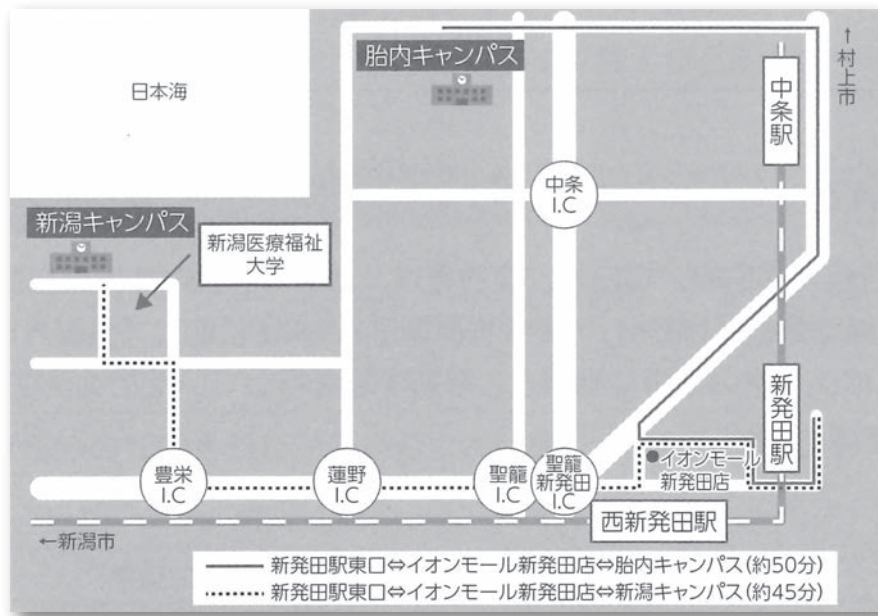 胎内キャンパス
↑村上市
中条駅
日本海
中条
I.C
新潟キャンパス
新潟医療福祉
大学
新発田駅
豊栄
I.C
蓮野
I.C
聖籠
I.C
聖籠
新発田
I.C
イオンモール
新発田店
西新発田駅
←新潟市
新発田駅東口⇔イオンモール新発田店⇔胎内キャンパス(約50分)
新発田駅東口⇔イオンモール新発田店⇔新潟キャンパス(約45分)